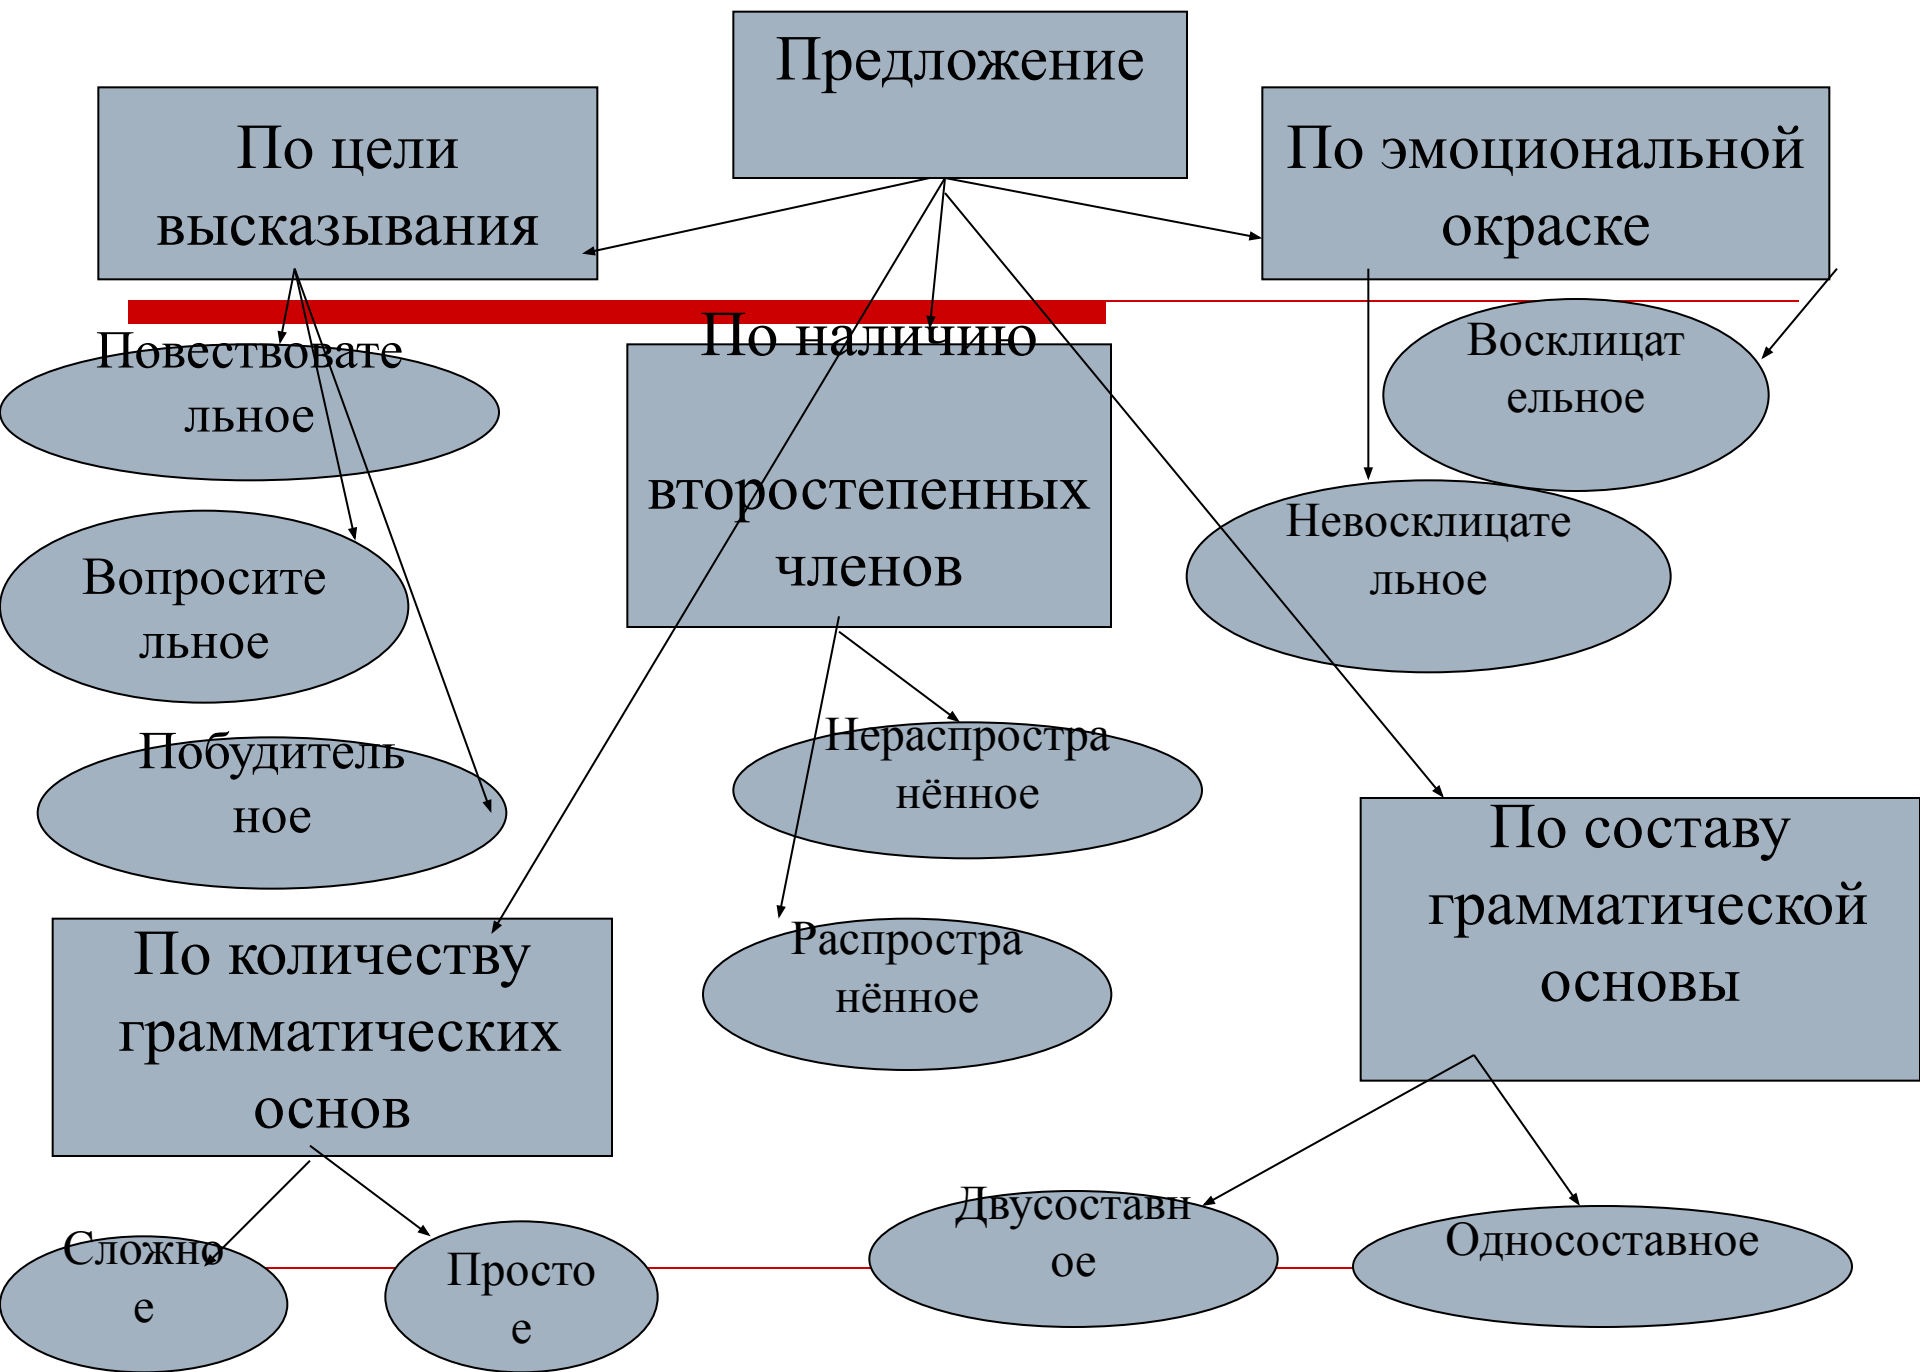 Предложение
По цели
высказывания
По эмоциональной
окраске
Повествовате
льное
По наличию
второстепенных
членов
Восклицат
ельное
Вопросите
льное
Невосклицате
льное
Побудитель
ное
Нераспростра
нённое
По составу
грамматической
основы
По количеству
грамматических
основ
Распростра
нённое
Сложно
е
Просто
е
Двусоставн
ое
Односоставное